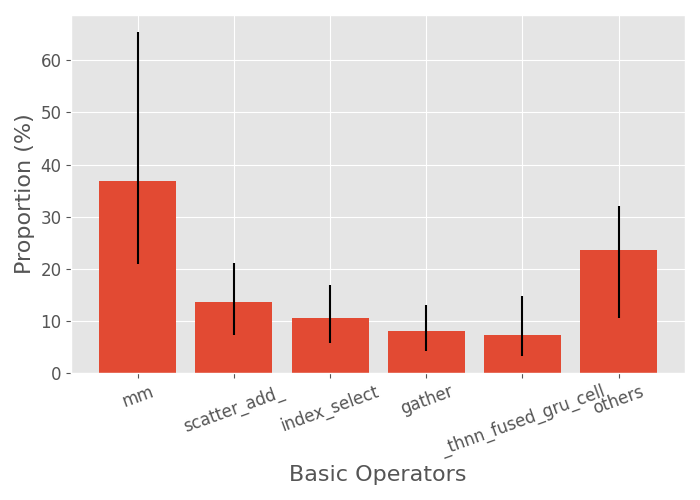 Proportion (%)
60
50
40
30
20
10
0
mm
scatter_add_
index_select
gather
_thnn_fused_gru_cell
others
Basic Operators